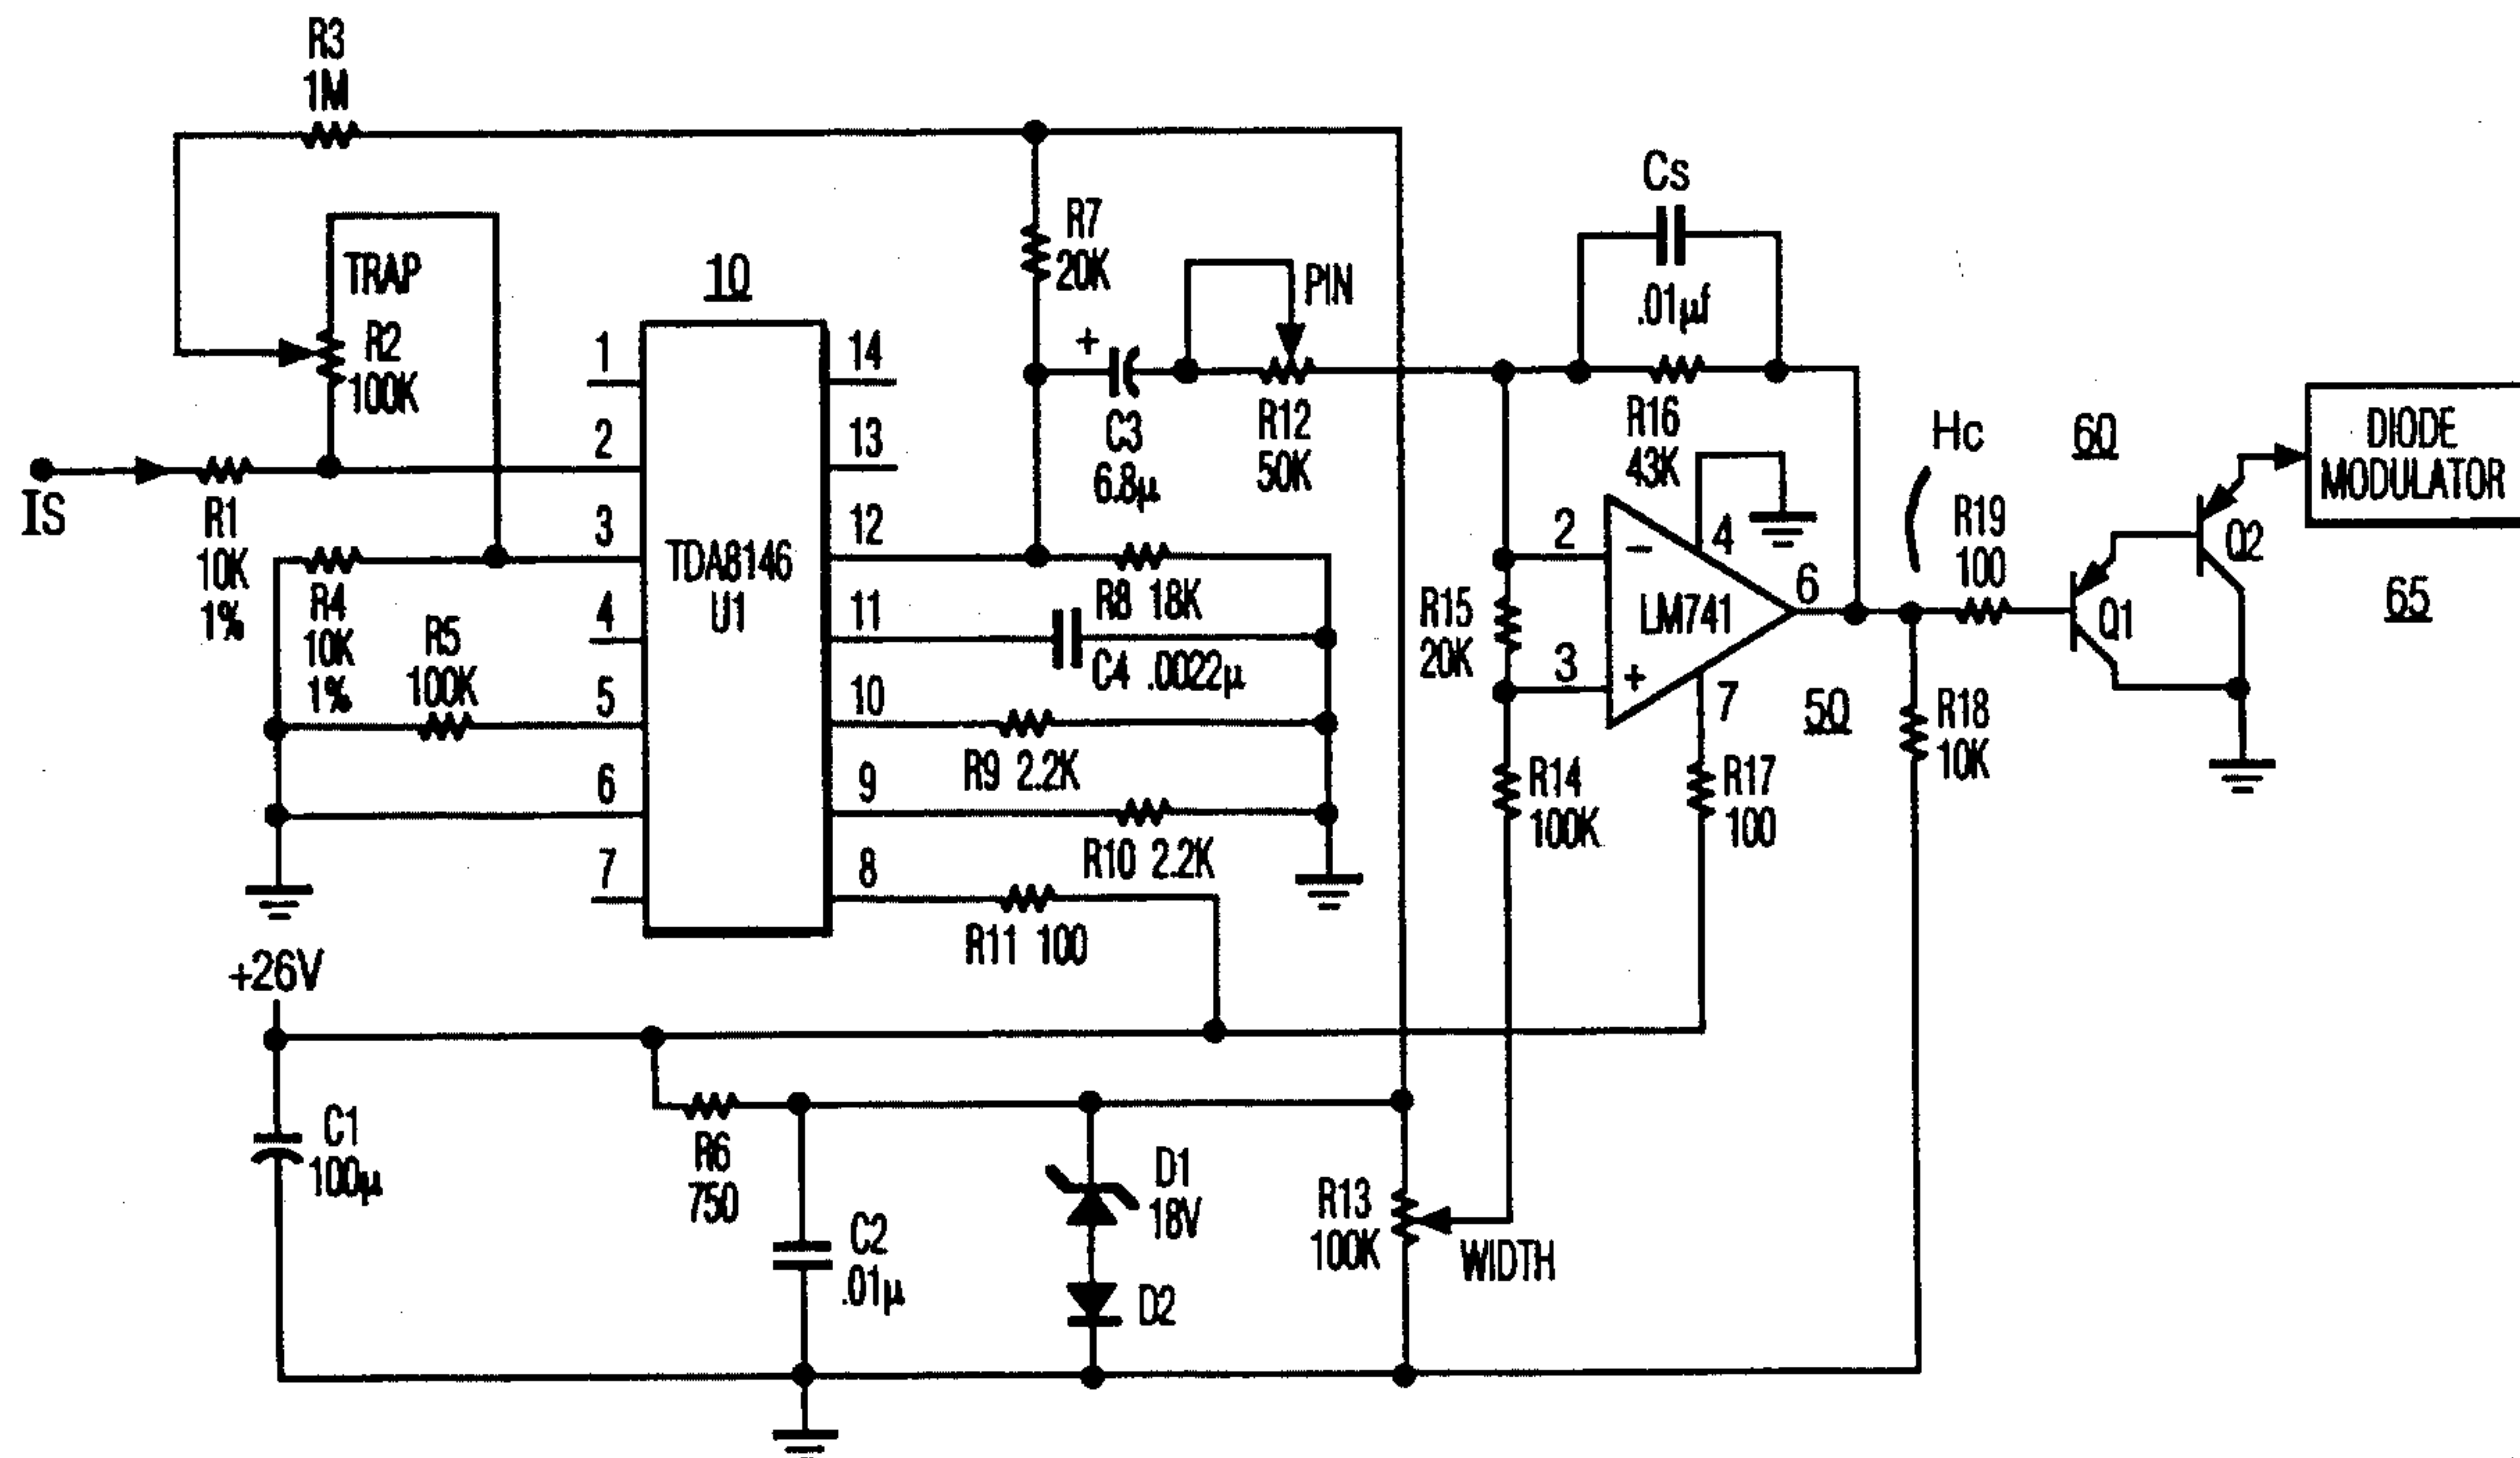 R3
1M
TRAP
R2
100K
IS
R1
10K
1%
R4
10K
1%
R5
100K
10
1
2
3
4
5
6
7
TDA8146
U1
14
13
12
11
10
9
8
R7
20K
+
C3
6.8μ
PIN
R12
50K
R8 18K
C4 .0022μ
R9 2.2K
R10 2.2K
R11 100
Cs
.01μf
R16
43K
2
-
4
LM741
6
3
+
7
R15
20K
R14
100K
R17
100
50
Hc
60
R19
100
R18
10K
Q1
Q2
65
DIODE
MODULATOR
+26V
C1
100μ
R6
750
C2
.01μ
D1
18V
D2
R13
100K
WIDTH